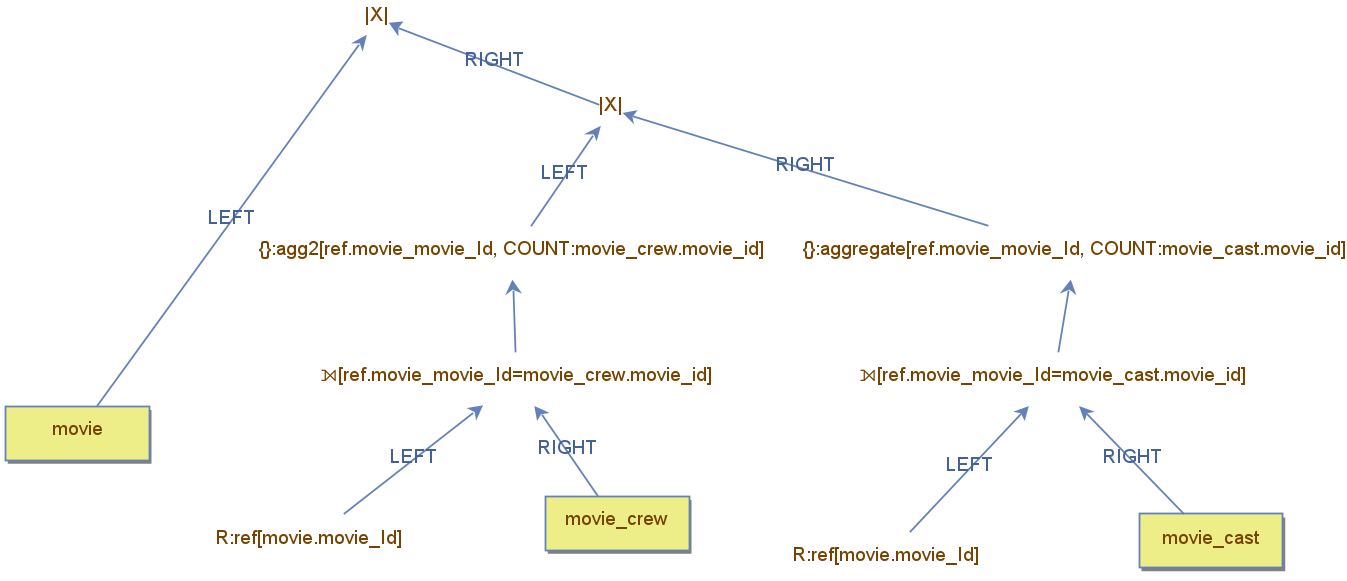 |X|
RIGHT
|X|
LEFT
RIGHT
LEFT
{}:agg2[ref.movie_movie_Id, COUNT:movie_crew.movie_id]
{}:aggregate[ref.movie_movie_Id, COUNT:movie_cast.movie_id]
⟕[ref.movie_movie_Id=movie_crew.movie_id]
⟕[ref.movie_movie_Id=movie_cast.movie_id]
movie
LEFT
RIGHT
LEFT
RIGHT
movie_crew
R:ref[movie.movie_Id]
movie_cast
R:ref[movie.movie_Id]